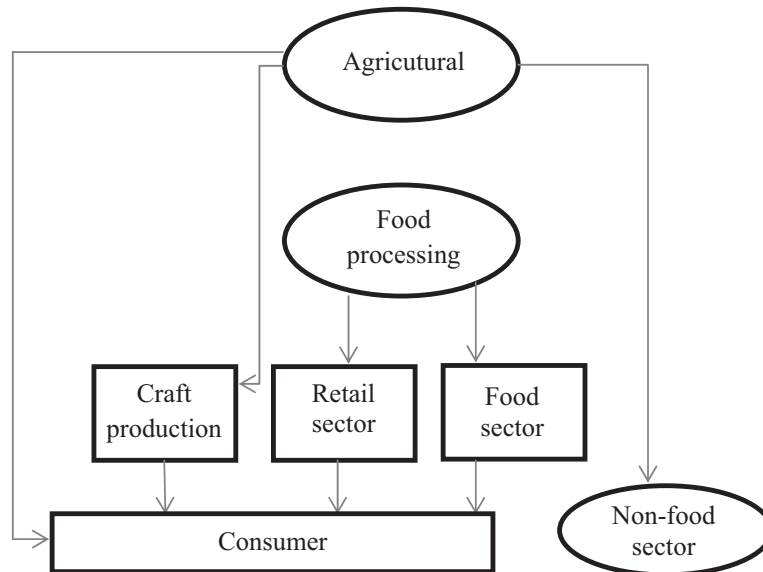 Agricutural
Food
processing
Craft
production
Retail
sector
Food
sector
Consumer
Non-food
sector